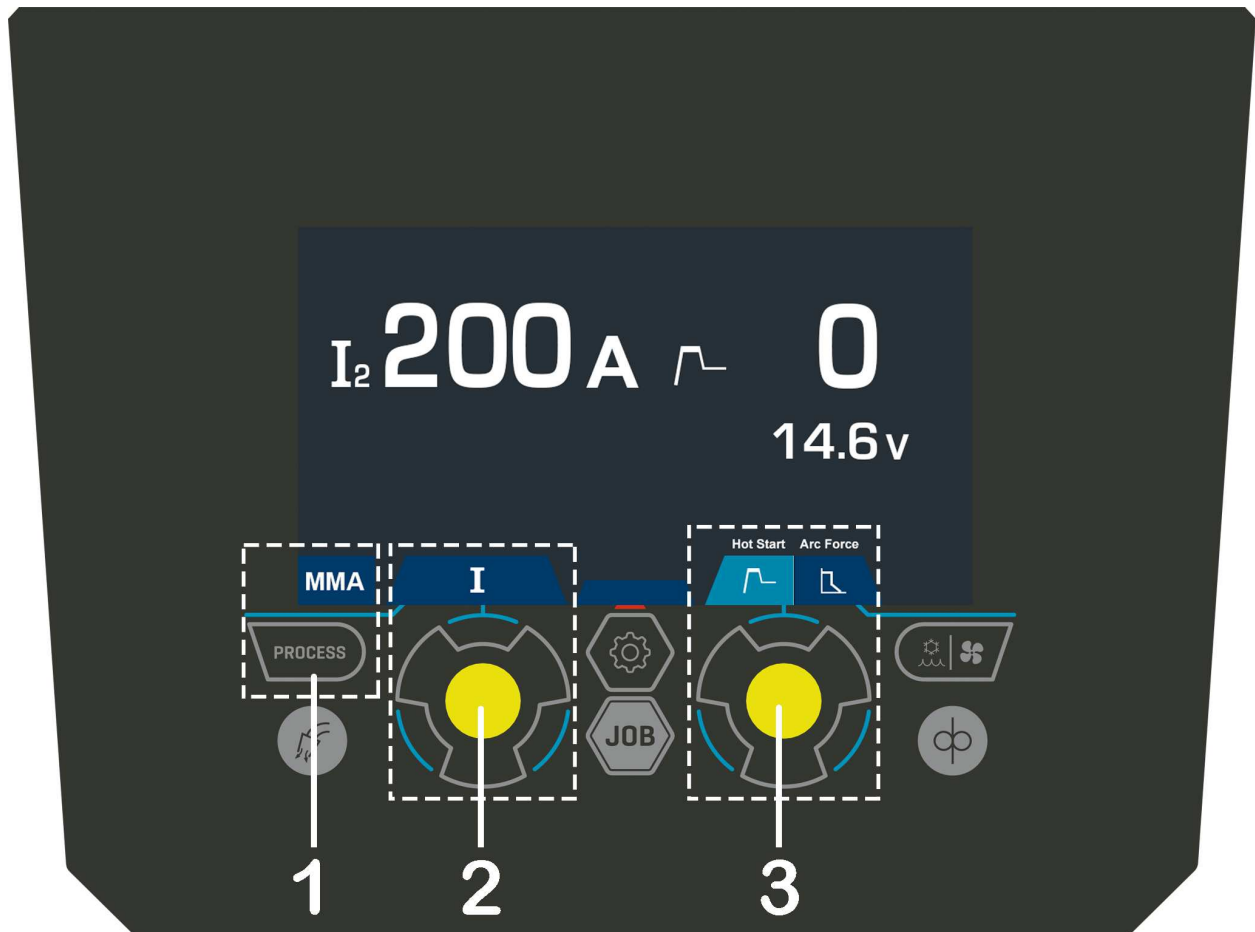 I₂ 200 A 0
14.6 V
Hot Start Arc Force
MMA I
PROCESS
JOB
1 2 3